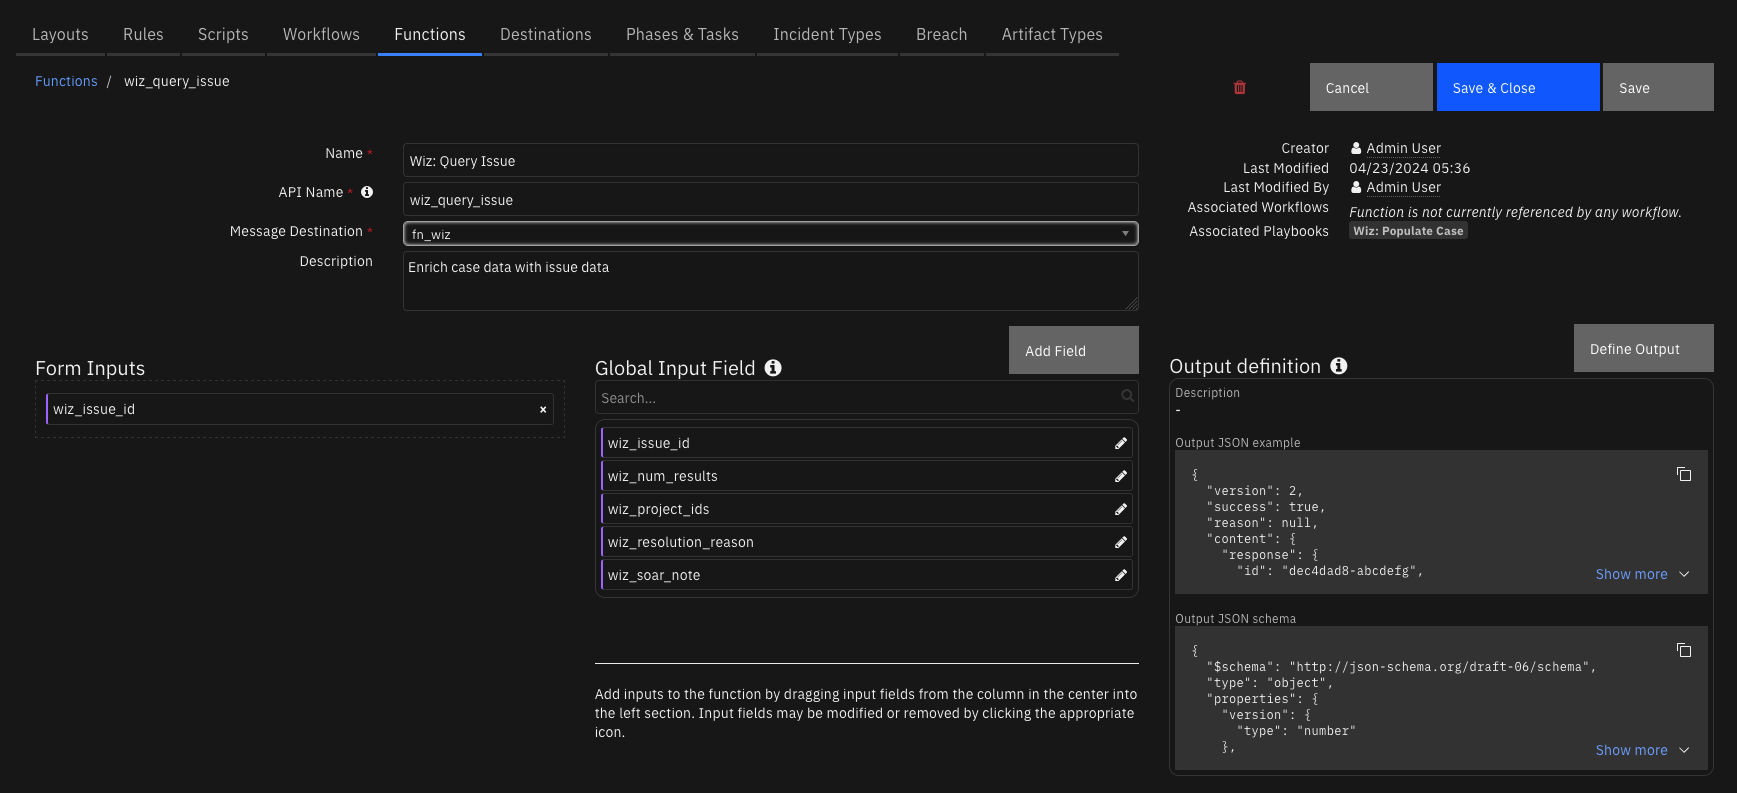 Layouts Rules Scripts Workflows Functions Destinations Phases & Tasks Incident Types Breach Artifact Types
Functions / wiz_query_issue
Cancel Save & Close Save
Name * Wiz: Query Issue
API Name * wiz_query_issue
Message Destination * fn_wiz
Description Enrich case data with issue data
Creator Admin User
Last Modified 04/23/2024 05:36
Last Modified By Admin User
Associated Workflows Function is not currently referenced by any workflow.
Associated Playbooks Wiz: Populate Case
Form Inputs
wiz_issue_id ×
Add Field
Global Input Field
Search...
wiz_issue_id
wiz_num_results
wiz_project_ids
wiz_resolution_reason
wiz_soar_note
Add inputs to the function by dragging input fields from the column in the center into
the left section. Input fields may be modified or removed by clicking the appropriate
icon.
Define Output
Output definition
Description
-
Output JSON example
{
"version": 2,
"success": true,
"reason": null,
"content": {
"response": {
"id": "dec4dad8-abcdefg",
Show more
Output JSON schema
{
"$schema": "http://json-schema.org/draft-06/schema",
"type": "object",
"properties": {
"version": {
"type": "number"
},
Show more